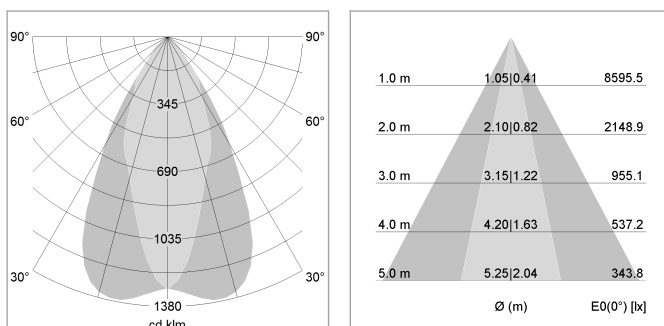 90° 90°
345
60° 60°
690
1035
30° 30°
1380
cd klm
1.0 m 1.05|0.41 8595.5
2.0 m 2.10|0.82 2148.9
3.0 m 3.15|1.22 955.1
4.0 m 4.20|1.63 537.2
5.0 m 5.25|2.04 343.8
Ø (m) E0(0°) [lx]